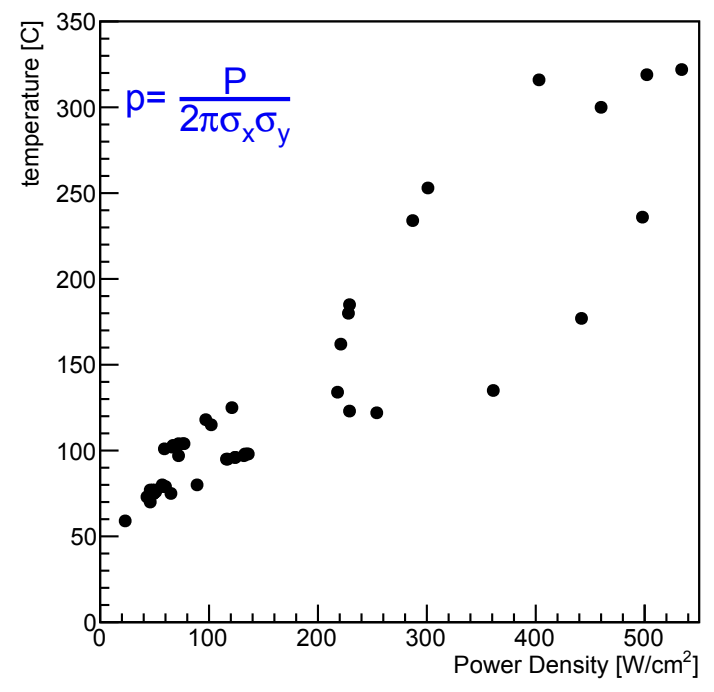 350
300
250
200
150
100
50
0
temperature [C]
p= P
2πσxσy
0 100 200 300 400 500
Power Density [W/cm2]